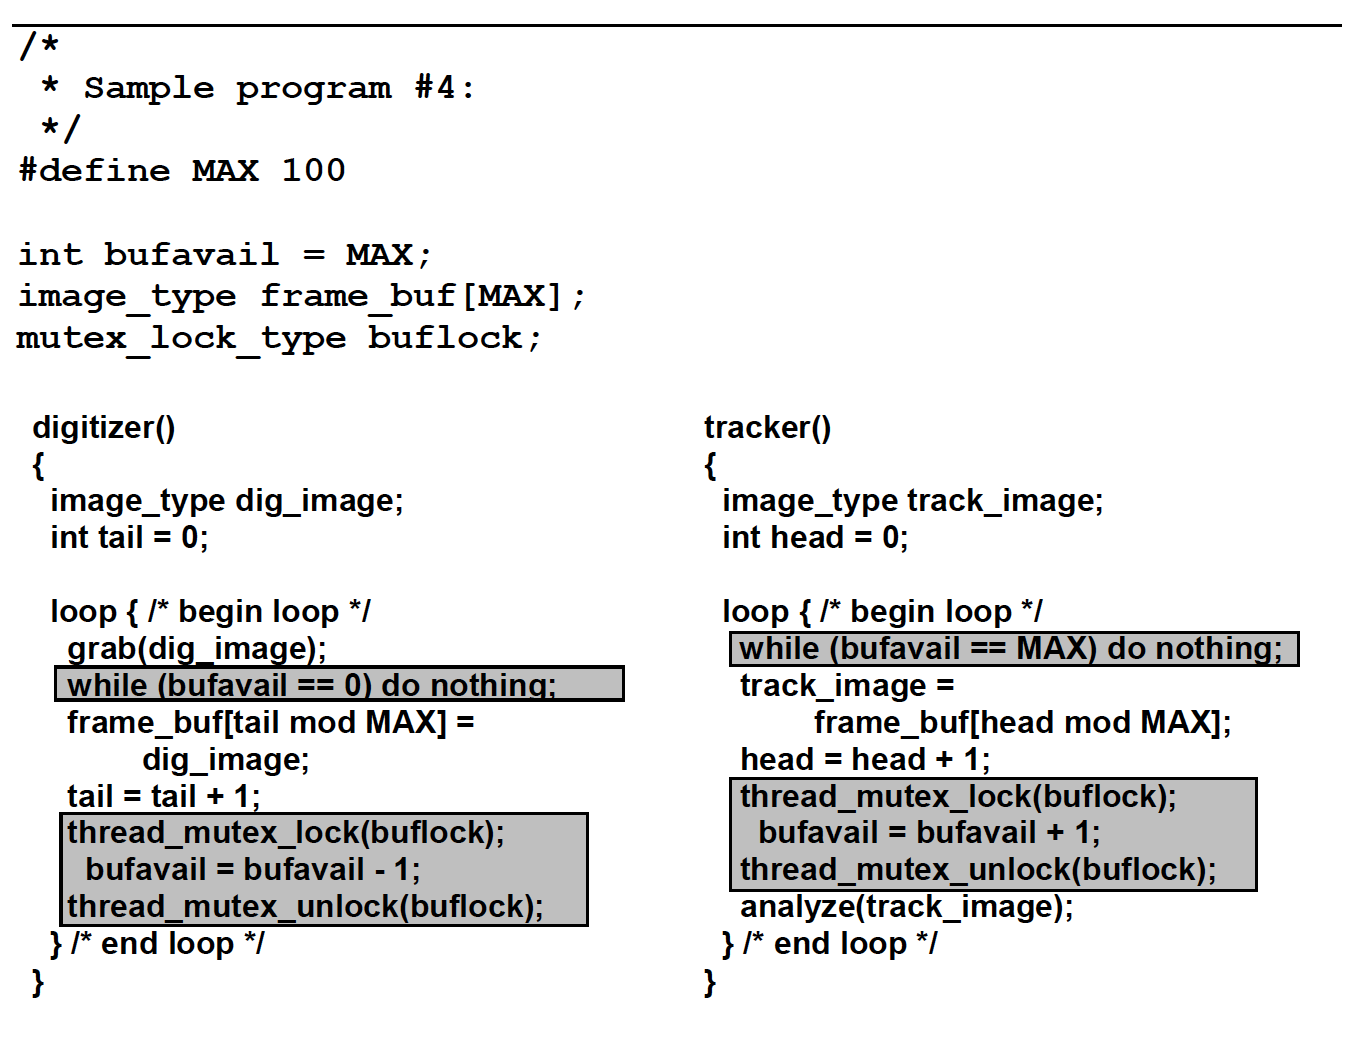 /*
 * Sample program #4:
 */
#define MAX 100

int bufavail = MAX;
image_type frame_buf[MAX];
mutex_lock_type buflock;

digitizer()
{
  image_type dig_image;
  int tail = 0;

  loop { /* begin loop */
    grab(dig_image);
    while (bufavail == 0) do nothing;
    frame_buf[tail mod MAX] =
            dig_image;
    tail = tail + 1;
    thread_mutex_lock(buflock);
      bufavail = bufavail - 1;
    thread_mutex_unlock(buflock);
  } /* end loop */
}

tracker()
{
  image_type track_image;
  int head = 0;

  loop { /* begin loop */
    while (bufavail == MAX) do nothing;
    track_image =
            frame_buf[head mod MAX];
    head = head + 1;
    thread_mutex_lock(buflock);
      bufavail = bufavail + 1;
    thread_mutex_unlock(buflock);
    analyze(track_image);
  } /* end loop */
}